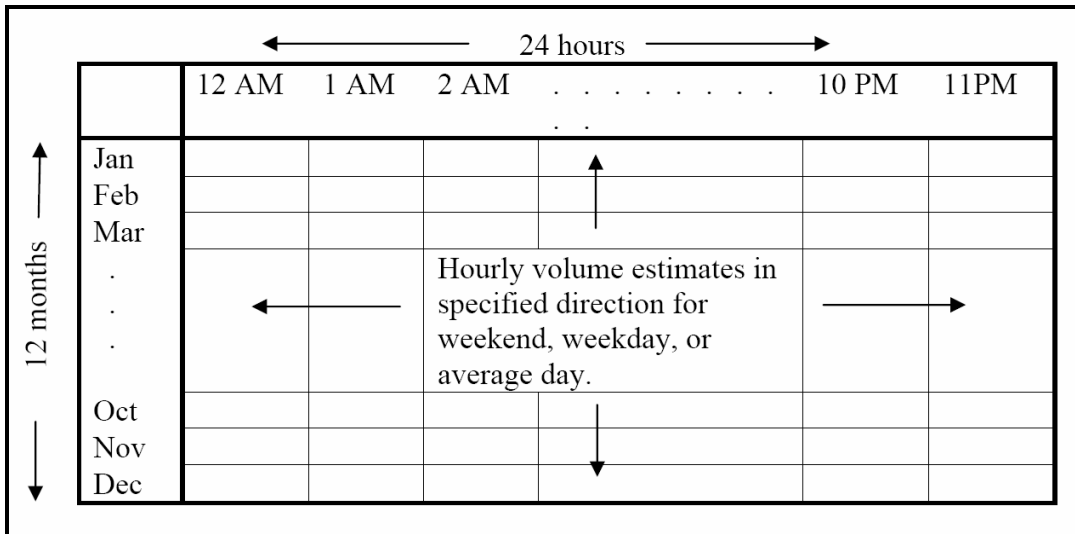 24 hours
12 AM 1 AM 2 AM . . . . . . . . 10 PM 11PM
. .
12 months
Jan
Feb
Mar
.
.
.
Hourly volume estimates in
specified direction for
weekend, weekday, or
average day.
Oct
Nov
Dec